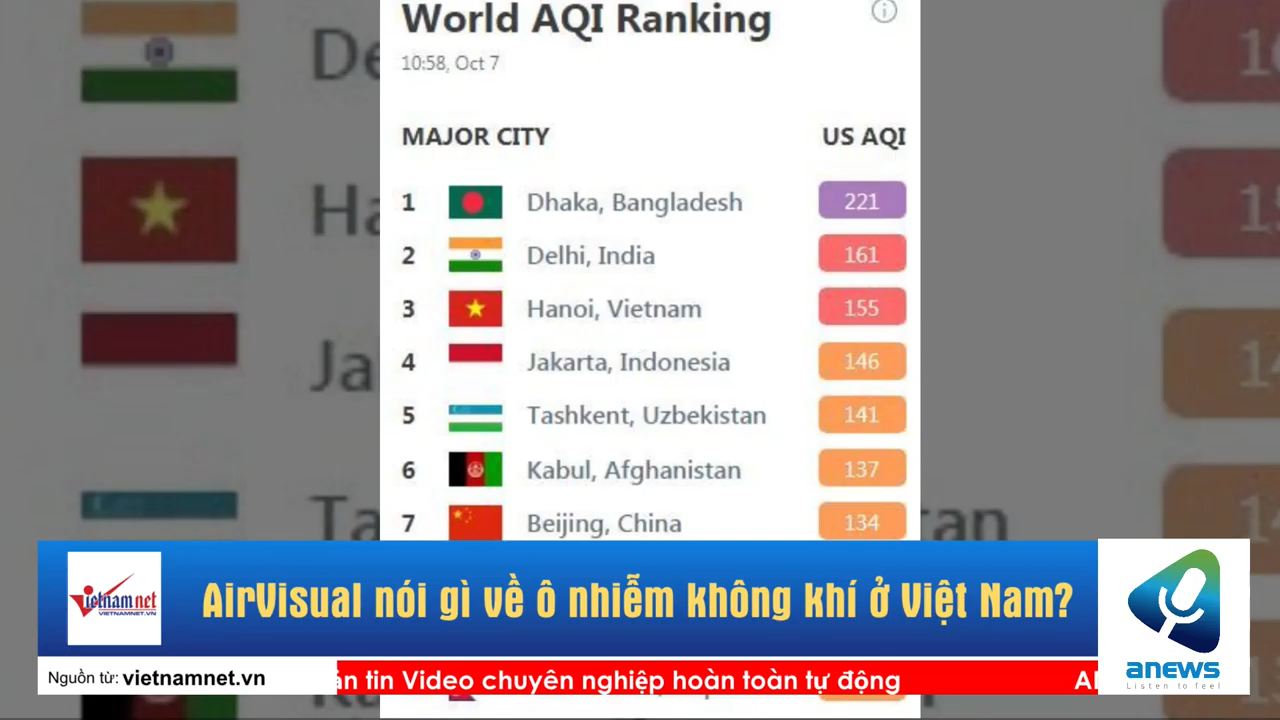 World AQI Ranking
10:58, Oct 7
MAJOR CITY US AQI
1 Dhaka, Bangladesh 221
2 Delhi, India 161
3 Hanoi, Vietnam 155
4 Jakarta, Indonesia 146
5 Tashkent, Uzbekistan 141
6 Kabul, Afghanistan 137
7 Beijing, China 134
AirVisual nói gì về ô nhiễm không khí ở Việt Nam?
Vietnamnet
VIETNAMNET.VN
Nguồn từ: vietnamnet.vn
tin Video chuyên nghiệp hoàn toàn tự động
anews
Listen to feel